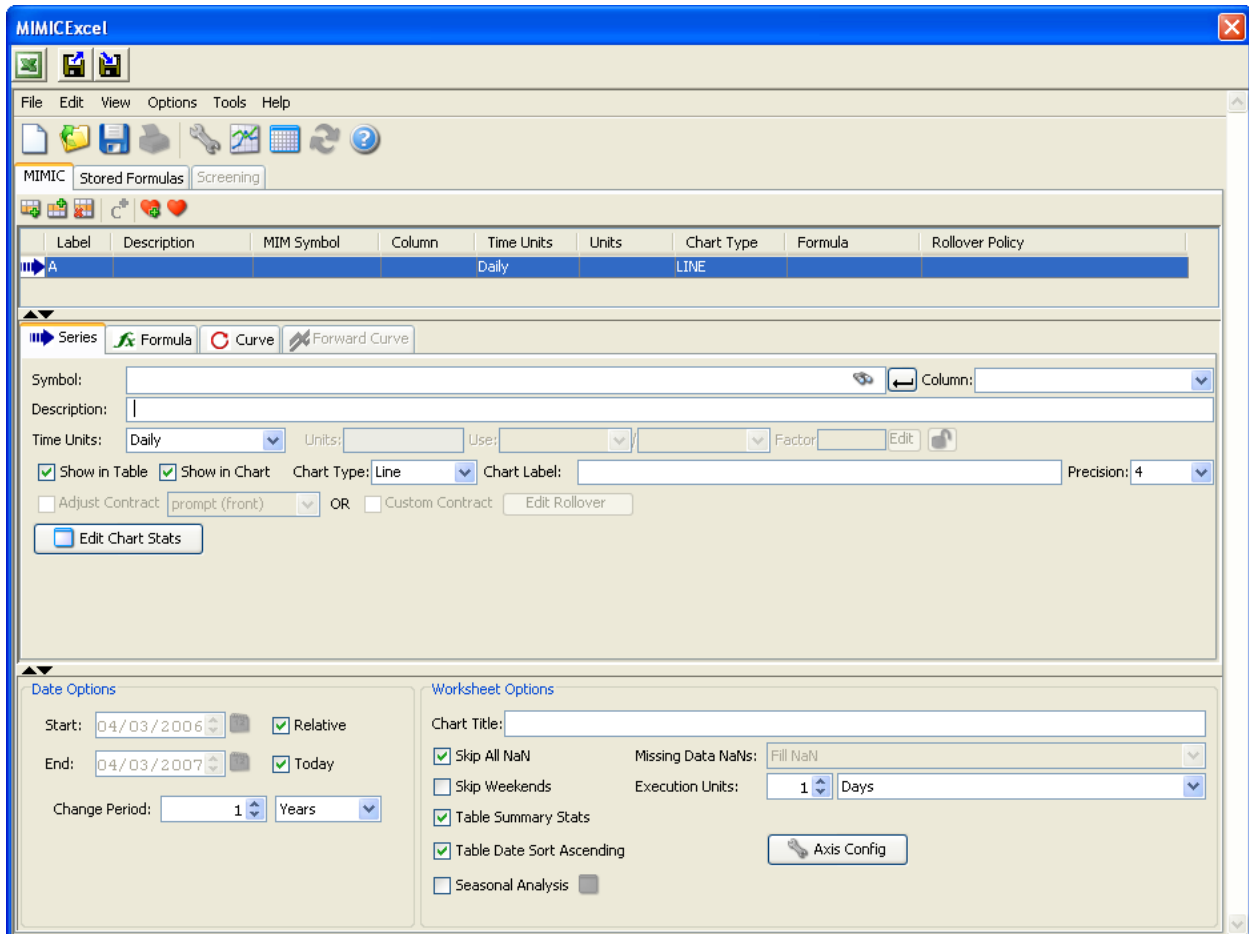 MIMICExcel
File Edit View Options Tools Help
MIMIC Stored Formulas Screening
Label Description MIM Symbol Column Time Units Units Chart Type Formula Rollover Policy
A Daily LINE
Series fx Formula Curve Forward Curve
Symbol: Column:
Description:
Time Units: Daily Units: Use: / Factor Edit
Show in Table Show in Chart Chart Type: Line Chart Label: Precision: 4
Adjust Contract prompt (front) OR Custom Contract Edit Rollover
Edit Chart Stats
Date Options
Start: 04/03/2006 Relative
End: 04/03/2007 Today
Change Period: 1 Years
Worksheet Options
Chart Title:
Skip All NaN Missing Data NaNs: Fill NaN
Skip Weekends Execution Units: 1 Days
Table Summary Stats
Table Date Sort Ascending Axis Config
Seasonal Analysis